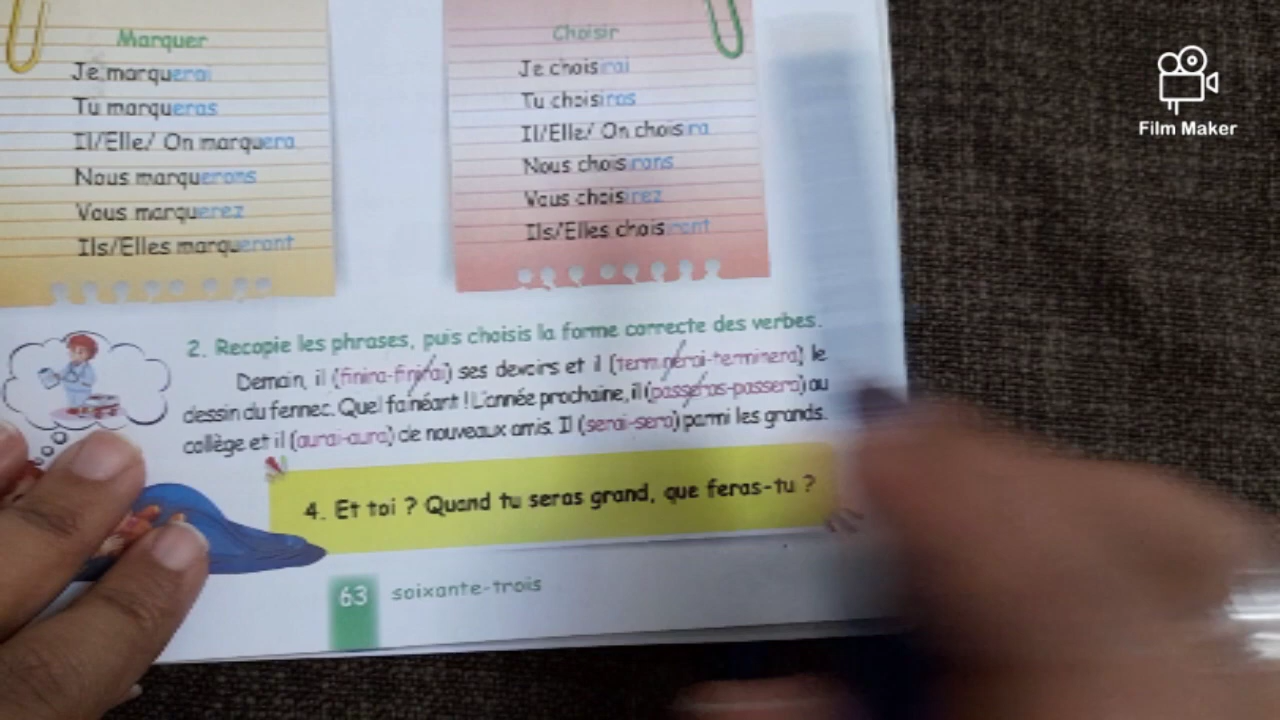 Marquer
Je marquerai
Tu marqueras
Il/Elle/ On marquera
Nous marquerons
Vous marquerez
Ils/Elles marqueront
Choisir
Je choisirai
Tu choisiras
Il/Elle/ On choisira
Nous choisirons
Vous choisirez
Ils/Elles choisiront
Film Maker
2. Recopie les phrases, puis choisis la forme correcte des verbes.
Demain, il (finira-finirai) ses devoirs et il (terminerai-terminera) le
dessin du fennec. Quel fainéant ! L'année prochaine, il (passeras-passera) au
collège et il (aurai-aura) de nouveaux amis. Il (serai-sera) parmi les grands.
4. Et toi ? Quand tu seras grand, que feras-tu ?
63 soixante-trois